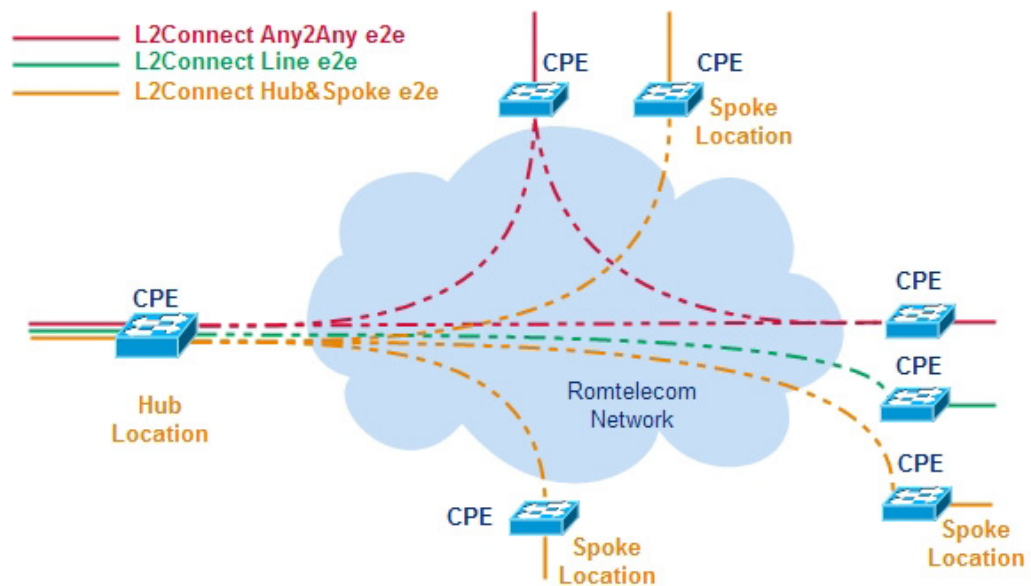 L2Connect Any2Any e2e
L2Connect Line e2e
L2Connect Hub&Spoke e2e
CPE
CPE
Spoke
Location
CPE
Hub
Location
CPE
CPE
Romtelecom
Network
CPE
Spoke
Location
CPE
Spoke
Location